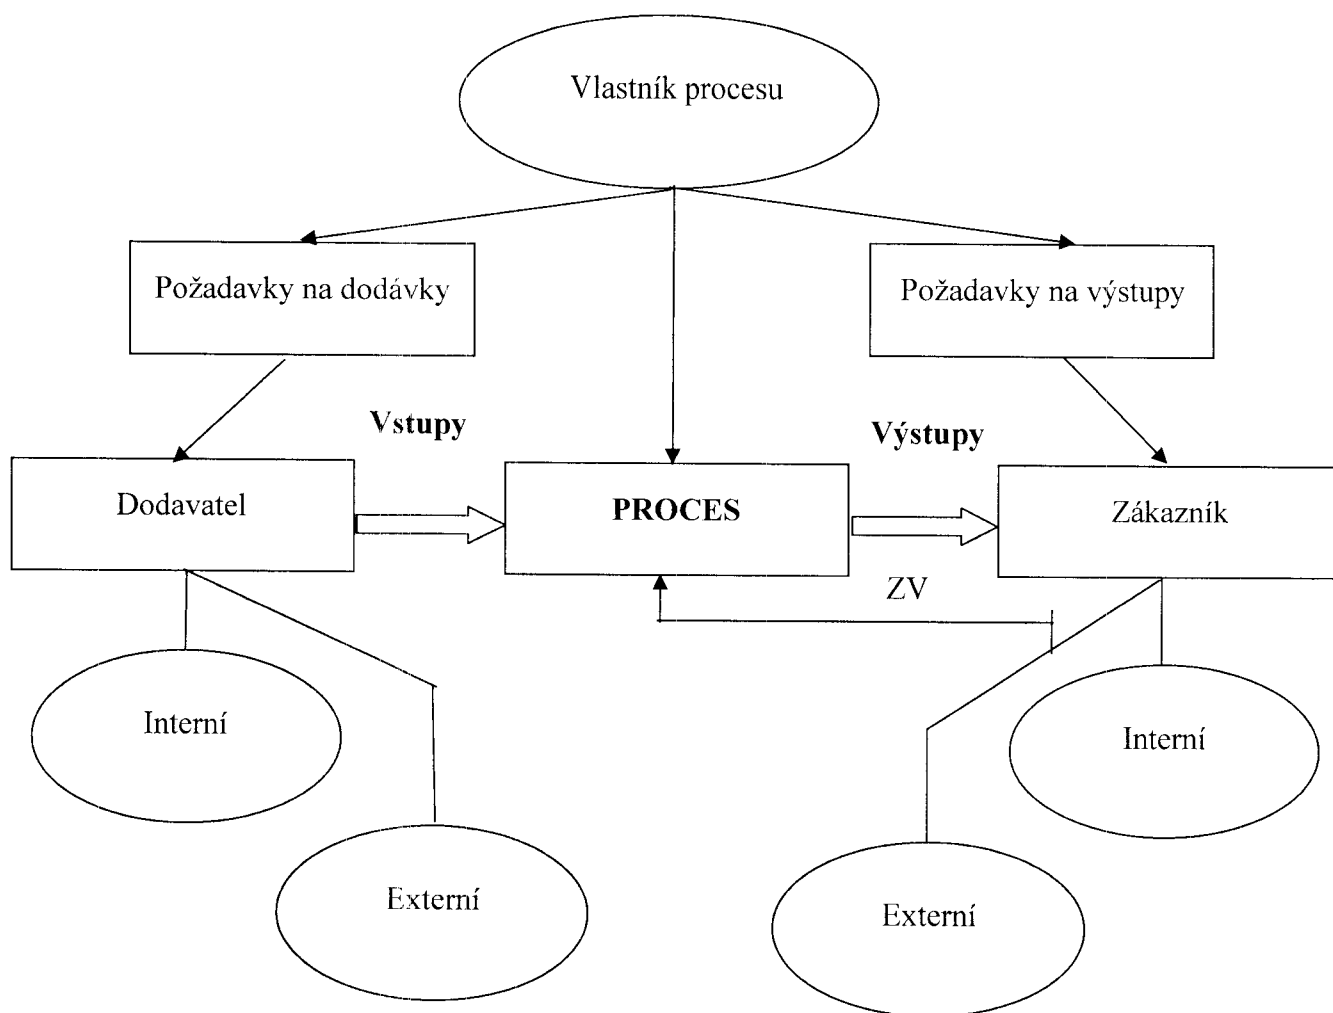 Vlastník procesu
Požadavky na dodávky
Požadavky na výstupy
Vstupy
Výstupy
Dodavatel
PROCES
Zákazník
ZV
Interní
Interní
Externí
Externí